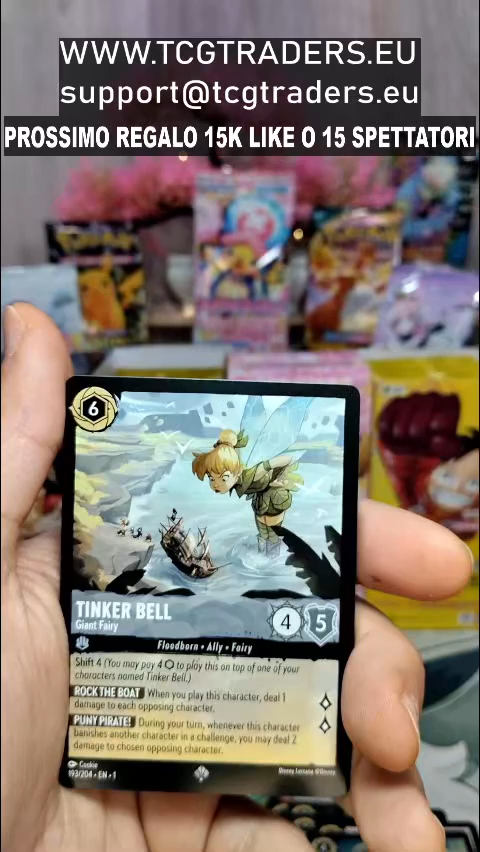 WWW.TCGTRADERS.EU
support@tcgtraders.eu
PROSSIMO REGALO 15K LIKE O 15 SPETTATORI
6
TINKER BELL
Giant Fairy
4 5
Floodborn • Ally • Fairy
Shift 4 (You may pay 4 to play this on top of one of your
characters named Tinker Bell.)
ROCK THE BOAT When you play this character, deal 1
damage to each opposing character.
PUNY PIRATE! During your turn, whenever this character
banishes another character in a challenge, you may deal 2
damage to chosen opposing character.
Cookie
193/204 • EN • 1
Disney Lorcana ©Disney